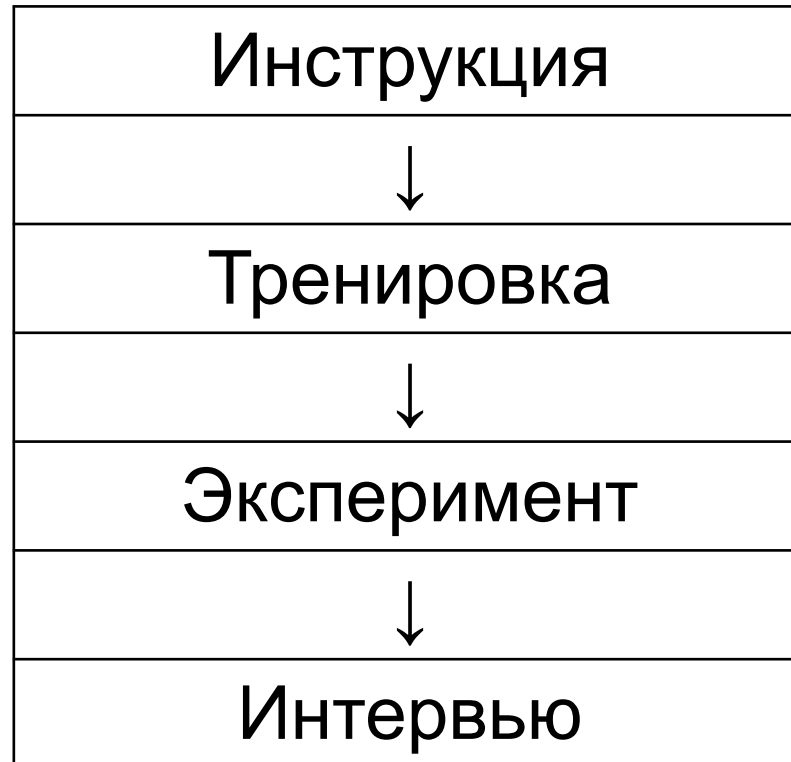 Инструкция
↓
Тренировка
↓
Эксперимент
↓
Интервью